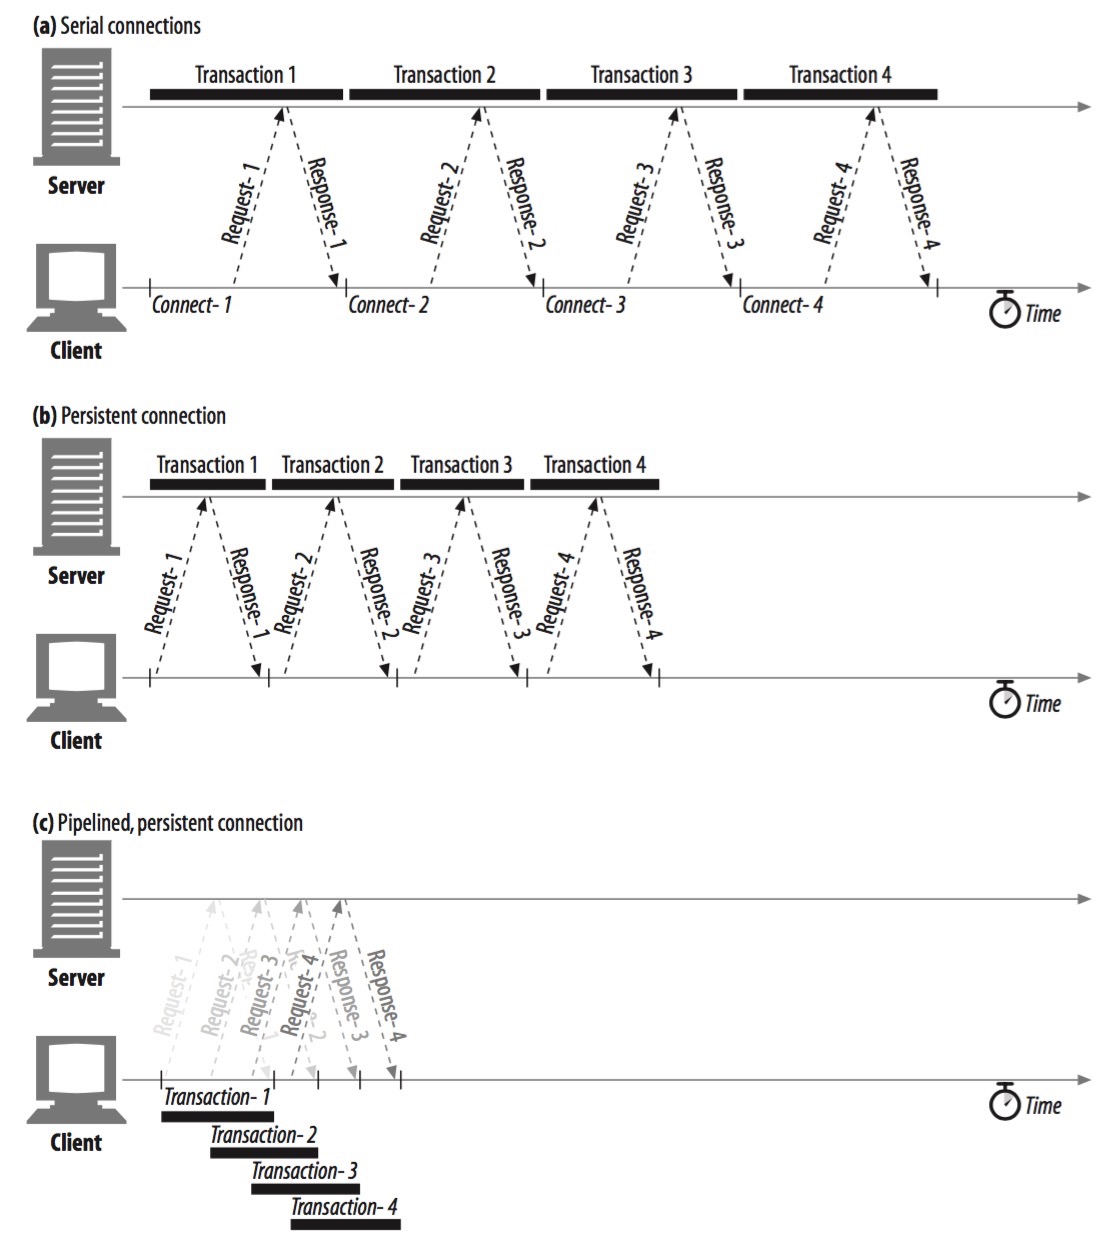 (a) Serial connections
Transaction 1 Transaction 2 Transaction 3 Transaction 4
Request- 1 Response- 1 Request- 2 Response- 2 Request- 3 Response- 3 Request- 4 Response- 4
Server
Connect- 1 Connect- 2 Connect- 3 Connect- 4 Time
Client
(b) Persistent connection
Transaction 1 Transaction 2 Transaction 3 Transaction 4
Request- 1 Response- 1 Request- 2 Response- 2 Request- 3 Response- 3 Request- 4 Response- 4
Server
Time
Client
(c) Pipelined, persistent connection
Request- 1 Request- 2 Request- 3 Request- 4 Response- 3 Response- 4
Server
Transaction- 1 Time
Client
Transaction- 2
Transaction- 3
Transaction- 4